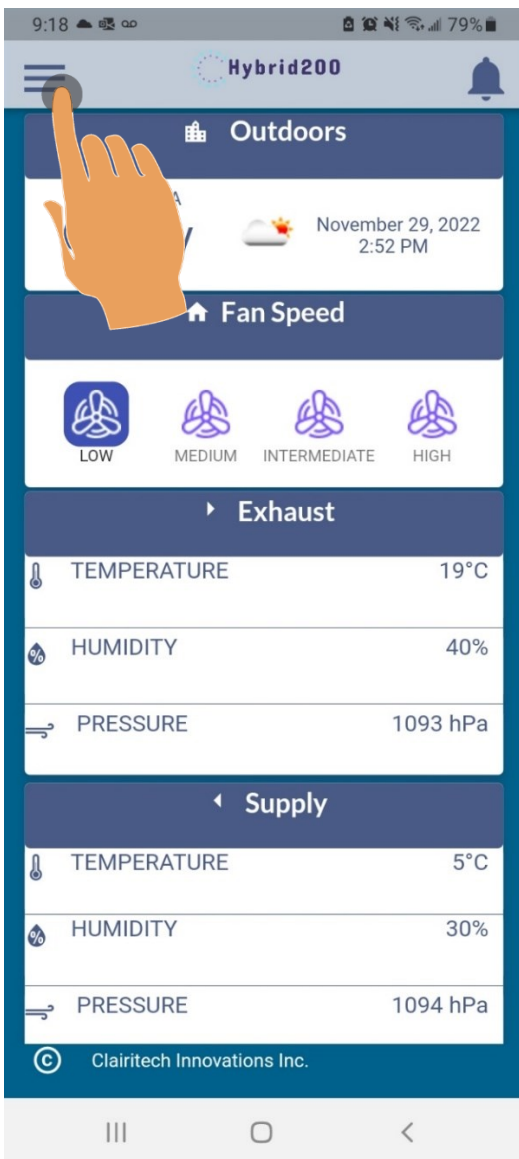 9:18 79%
Hybrid200
Outdoors
November 29, 2022
2:52 PM
Fan Speed
LOW MEDIUM INTERMEDIATE HIGH
Exhaust
TEMPERATURE 19°C
% HUMIDITY 40%
PRESSURE 1093 hPa
Supply
TEMPERATURE 5°C
% HUMIDITY 30%
PRESSURE 1094 hPa
© Clairitech Innovations Inc.